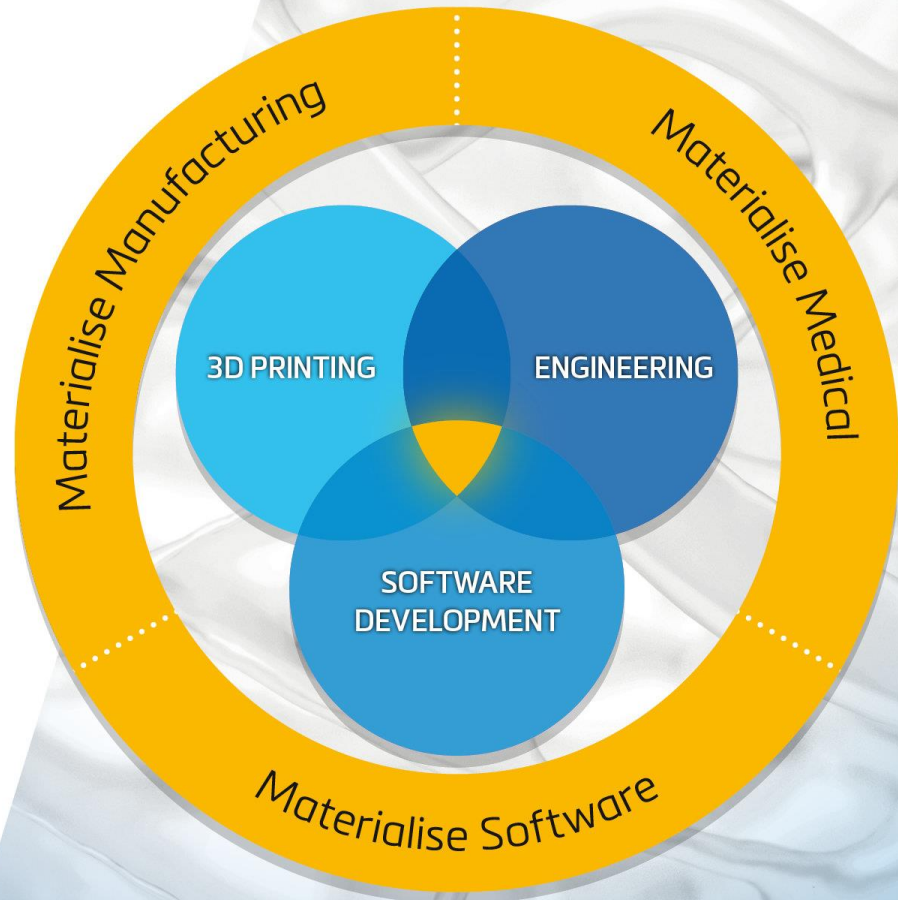 Materialise Manufacturing
Materialise Medical
3D PRINTING
ENGINEERING
SOFTWARE
DEVELOPMENT
Materialise Software